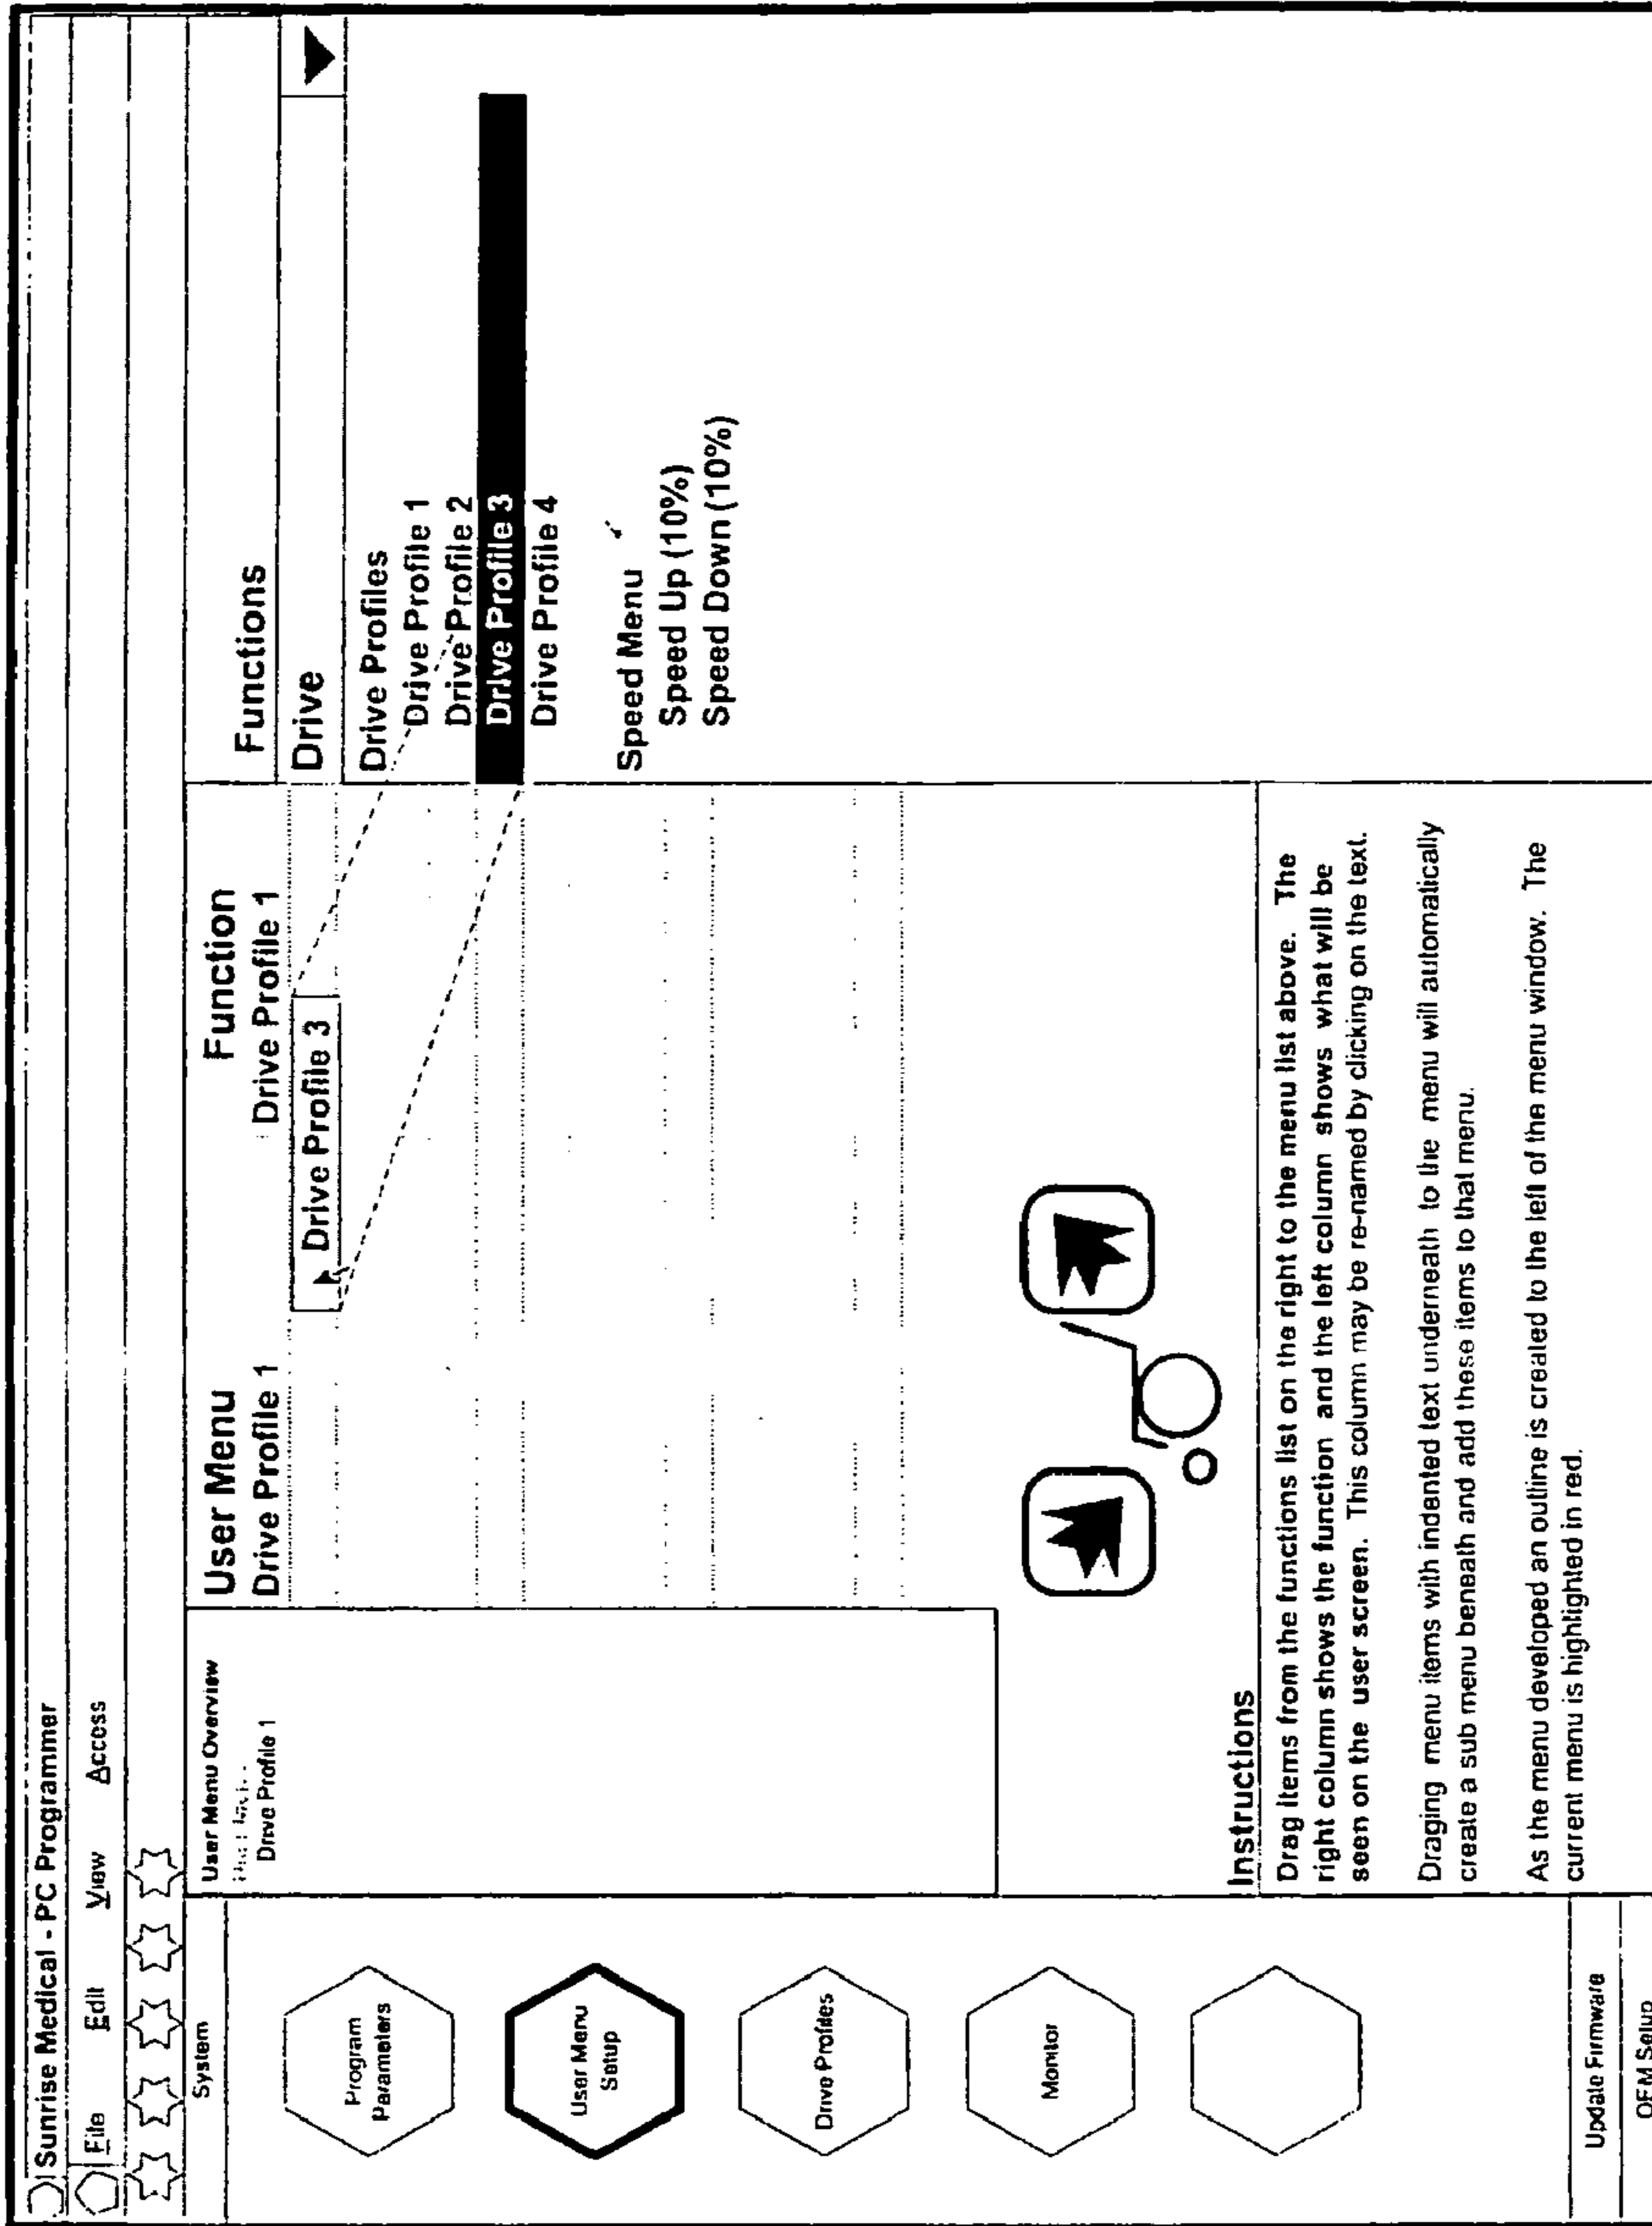 Sunrise Medical - PC Programmer
File Edit View Access
System
Program
Parameters
User Menu
Setup
Drive Profiles
Monitor
Update Firmware
OEM Setup
User Menu Overview
Drive Profile 1
User Menu Function
Drive Profile 1 Drive Profile 1
Drive Profile 3
Functions
Drive
Drive Profiles
Drive Profile 1
Drive Profile 2
Drive Profile 3
Drive Profile 4
Speed Menu
Speed Up (10%)
Speed Down (10%)
Instructions
Drag items from the functions list on the right to the menu list above. The
right column shows the function and the left column shows what will be
seen on the user screen. This column may be re-named by clicking on the text.
Draging menu items with indented text underneath to the menu will automatically
create a sub menu beneath and add these items to that menu.
As the menu developed an outline is created to the left of the menu window. The
current menu is highlighted in red.